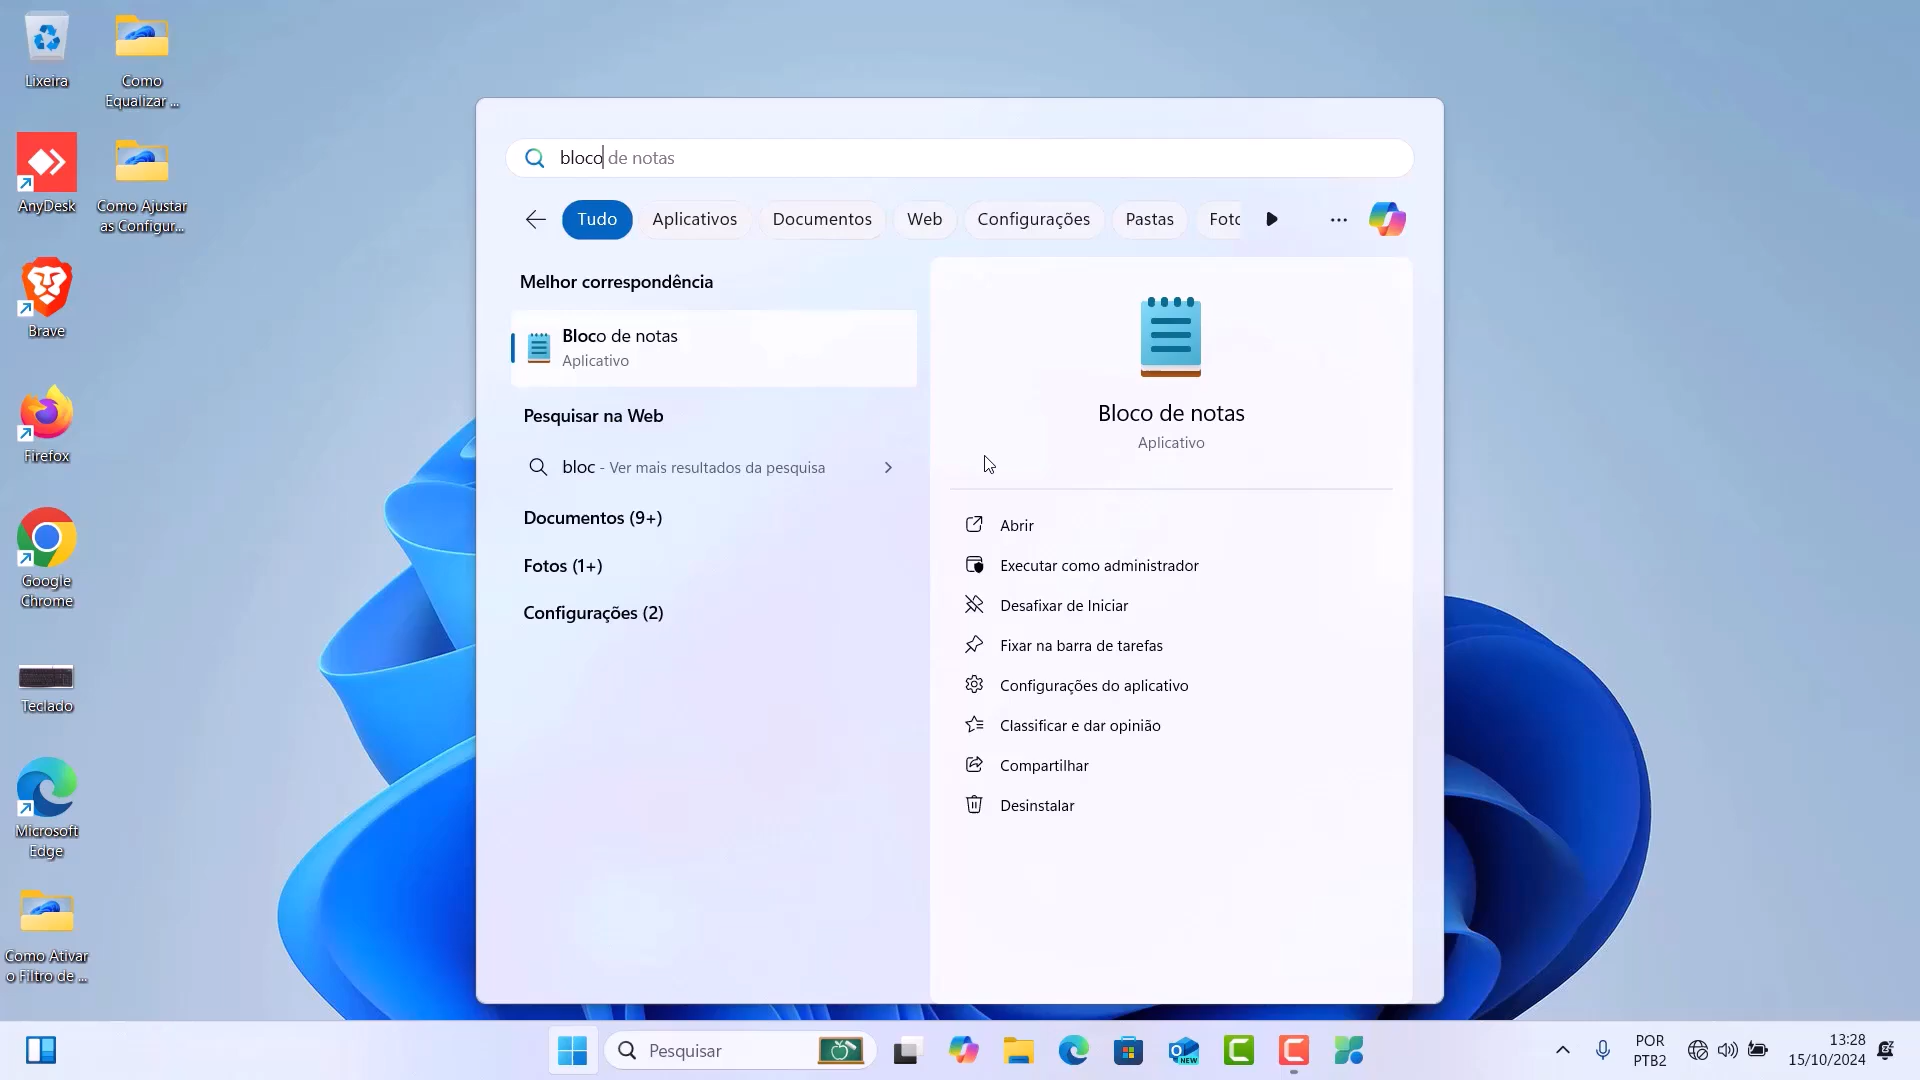 Lixeira
Como
Equalizar ...
AnyDesk
Como Ajustar
as Configur...
Brave
Firefox
Google
Chrome
Teclado
Microsoft
Edge
Como Ativar
o Filtro de ...
bloco de notas
Tudo
Aplicativos
Documentos
Web
Configurações
Pastas
Foto
Melhor correspondência
Bloco de notas
Aplicativo
Pesquisar na Web
bloc - Ver mais resultados da pesquisa
Documentos (9+)
Fotos (1+)
Configurações (2)
Bloco de notas
Aplicativo
Abrir
Executar como administrador
Desafixar de Iniciar
Fixar na barra de tarefas
Configurações do aplicativo
Classificar e dar opinião
Compartilhar
Desinstalar
Pesquisar
NEW
POR
PTB2
13:28
15/10/2024